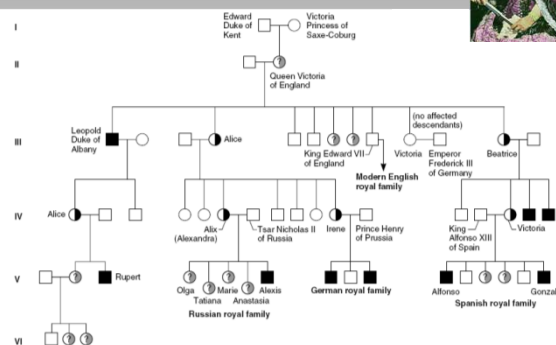 I
Edward
Duke of
Kent
Victoria
Princess of
Saxe-Coburg
II
?
Queen Victoria
of England
III
Leopold
Duke of
Albany
Alice
? ?
King Edward VII
of England
Modern English
royal family
(no affected
descendants)
Victoria
Emperor
Frederick III
of Germany
Beatrice
IV
Alice
Alix
(Alexandra)
Tsar Nicholas II
of Russia
Irene
Prince Henry
of Prussia
King
Alfonso XIII
of Spain
Victoria
V
?
Rupert
? ? ? ?
Olga
Tatiana
Marie
Anastasia
Alexis
Russian royal family
German royal family
? ?
Alfonso
Gonzal
Spanish royal family
VI
? ?